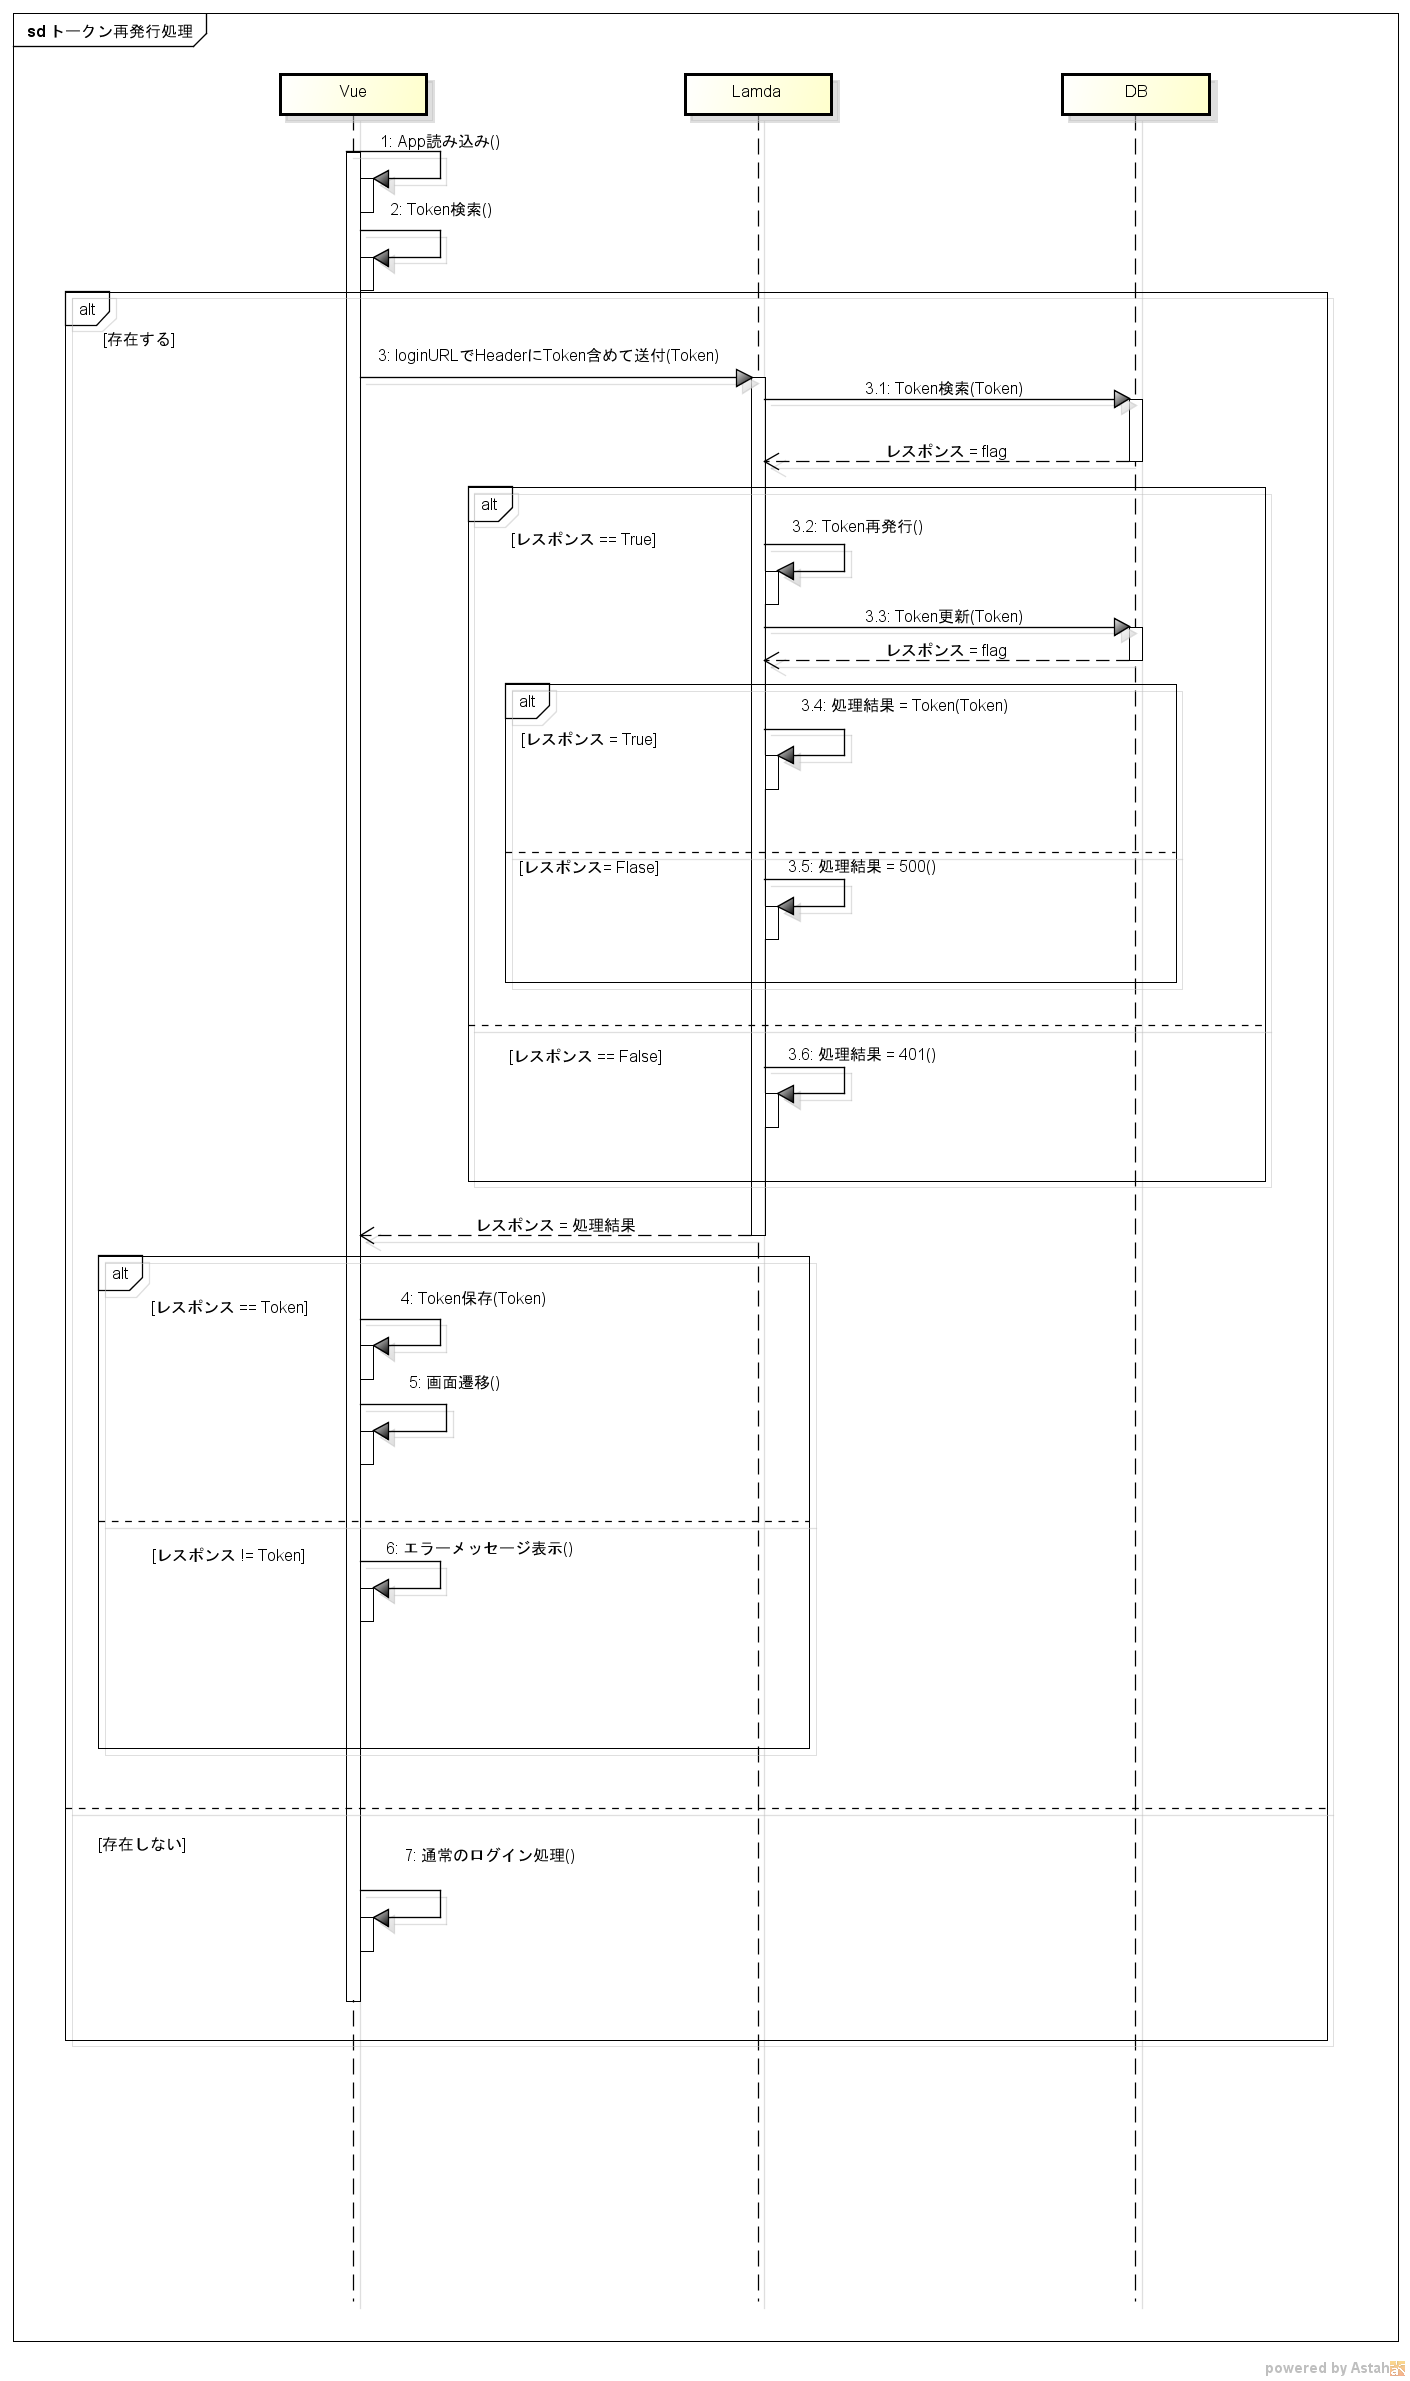 sd トークン再発行処理
Vue
Lamda
DB
1: App読み込み()
2: Token検索()
alt
[存在する]
3: loginURLでHeaderにToken含めて送付(Token)
3.1: Token検索(Token)
レスポンス = flag
alt
[レスポンス == True]
3.2: Token再発行()
3.3: Token更新(Token)
レスポンス = flag
alt
3.4: 処理結果 = Token(Token)
[レスポンス = True]
[レスポンス= Flase]
3.5: 処理結果 = 500()
[レスポンス == False]
3.6: 処理結果 = 401()
レスポンス = 処理結果
alt
[レスポンス == Token]
4: Token保存(Token)
5: 画面遷移()
[レスポンス != Token]
6: エラーメッセージ表示()
[存在しない]
7: 通常のログイン処理()
powered by Astah